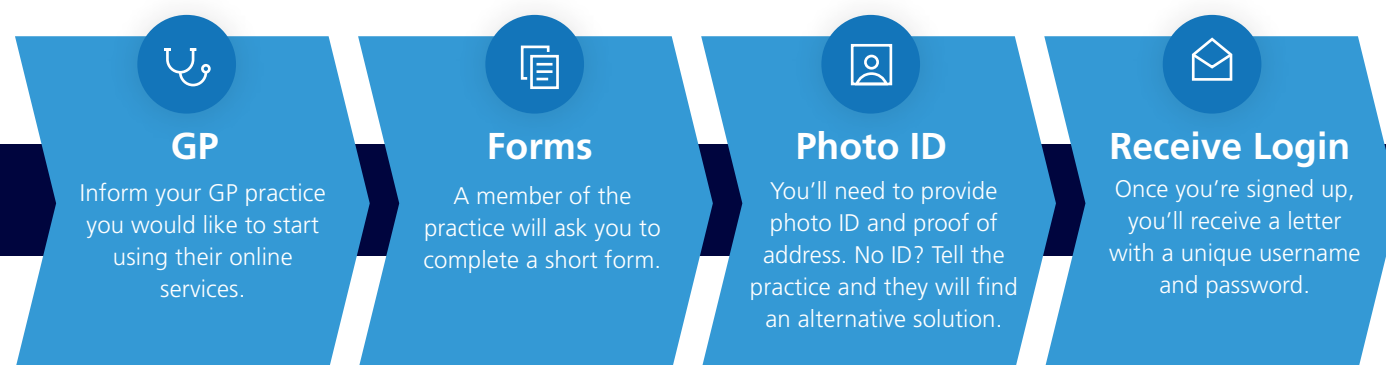 GP
Inform your GP practice
you would like to start
using their online
services.
Forms
A member of the
practice will ask you to
complete a short form.
Photo ID
You’ll need to provide
photo ID and proof of
address. No ID? Tell the
practice and they will find
an alternative solution.
Receive Login
Once you’re signed up,
you’ll receive a letter
with a unique username
and password.